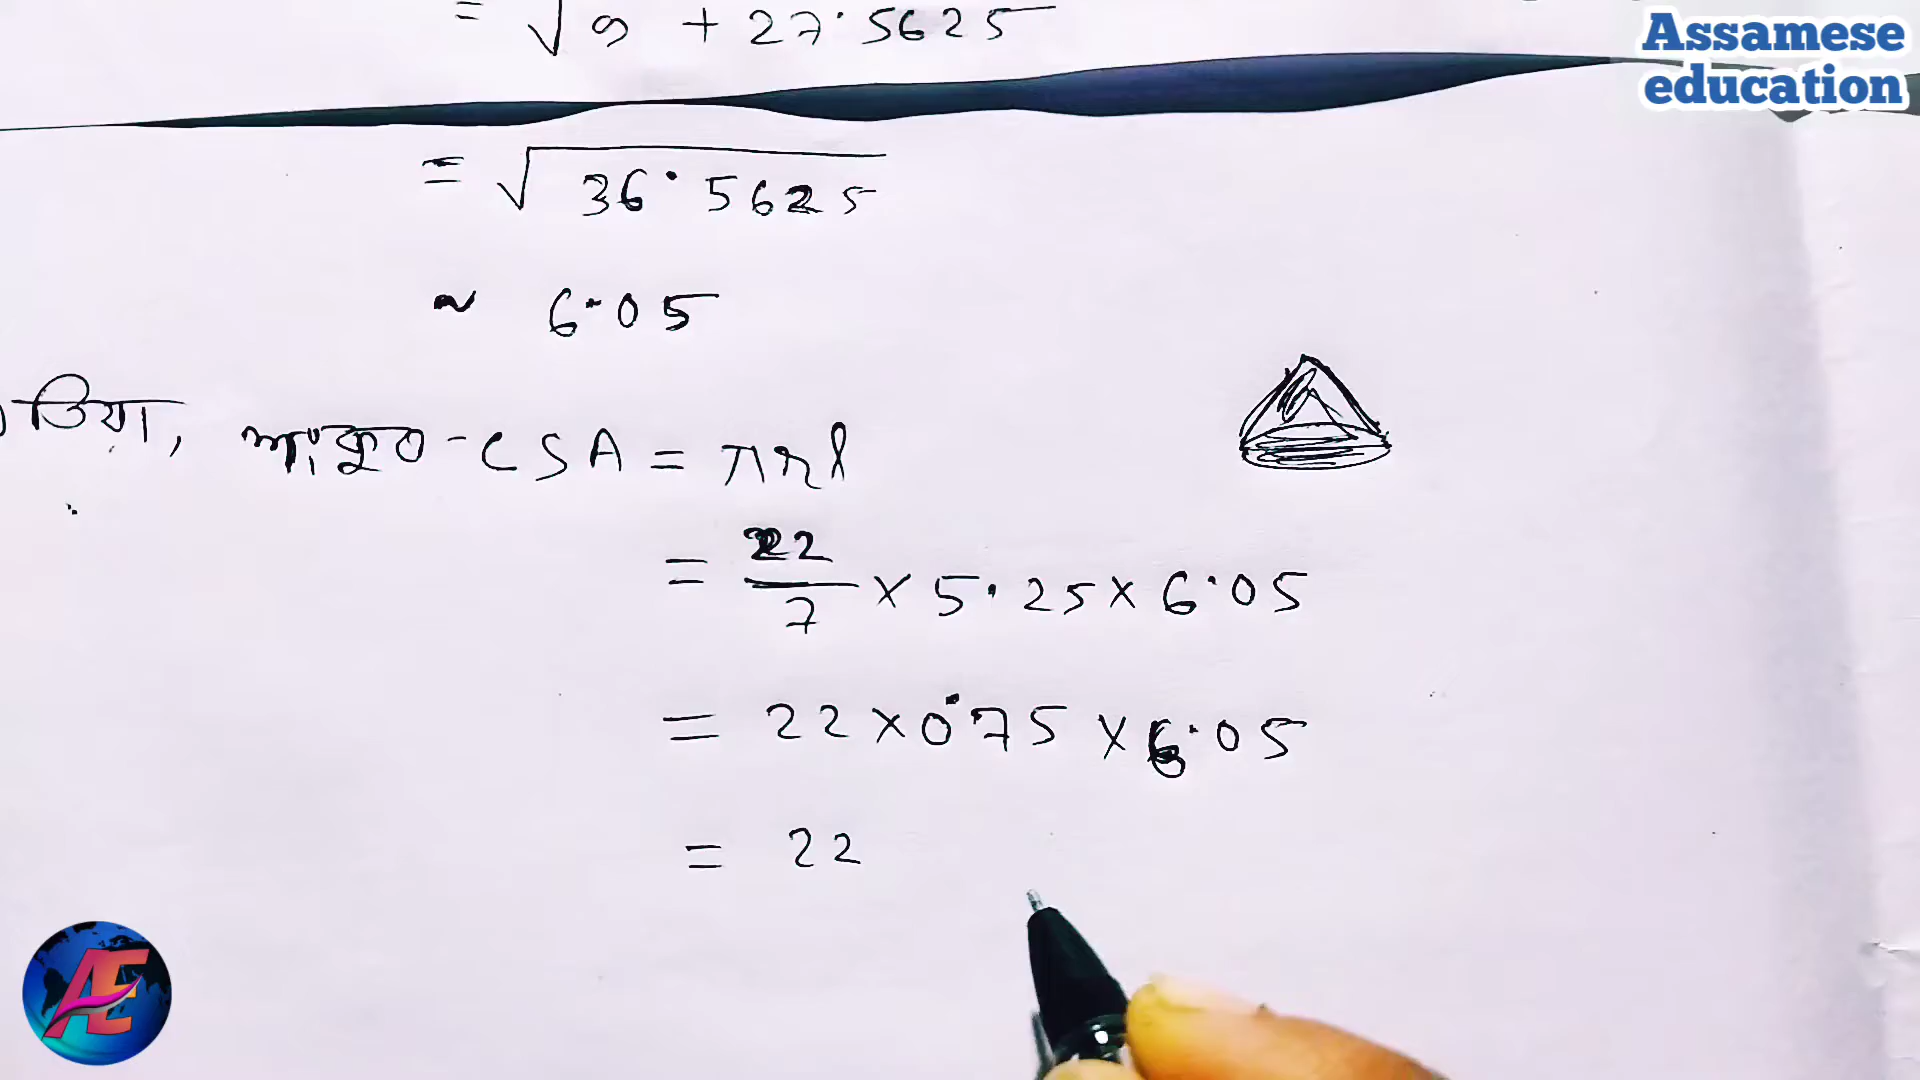 = √9 + 27.5625
Assamese
education
= √36.5625
~ 6.05
তিয়া, শংকুৰ-CSA = πrl
= 22/7 × 5.25 × 6.05
= 22 × 0.75 × 6.05
= 22
AE